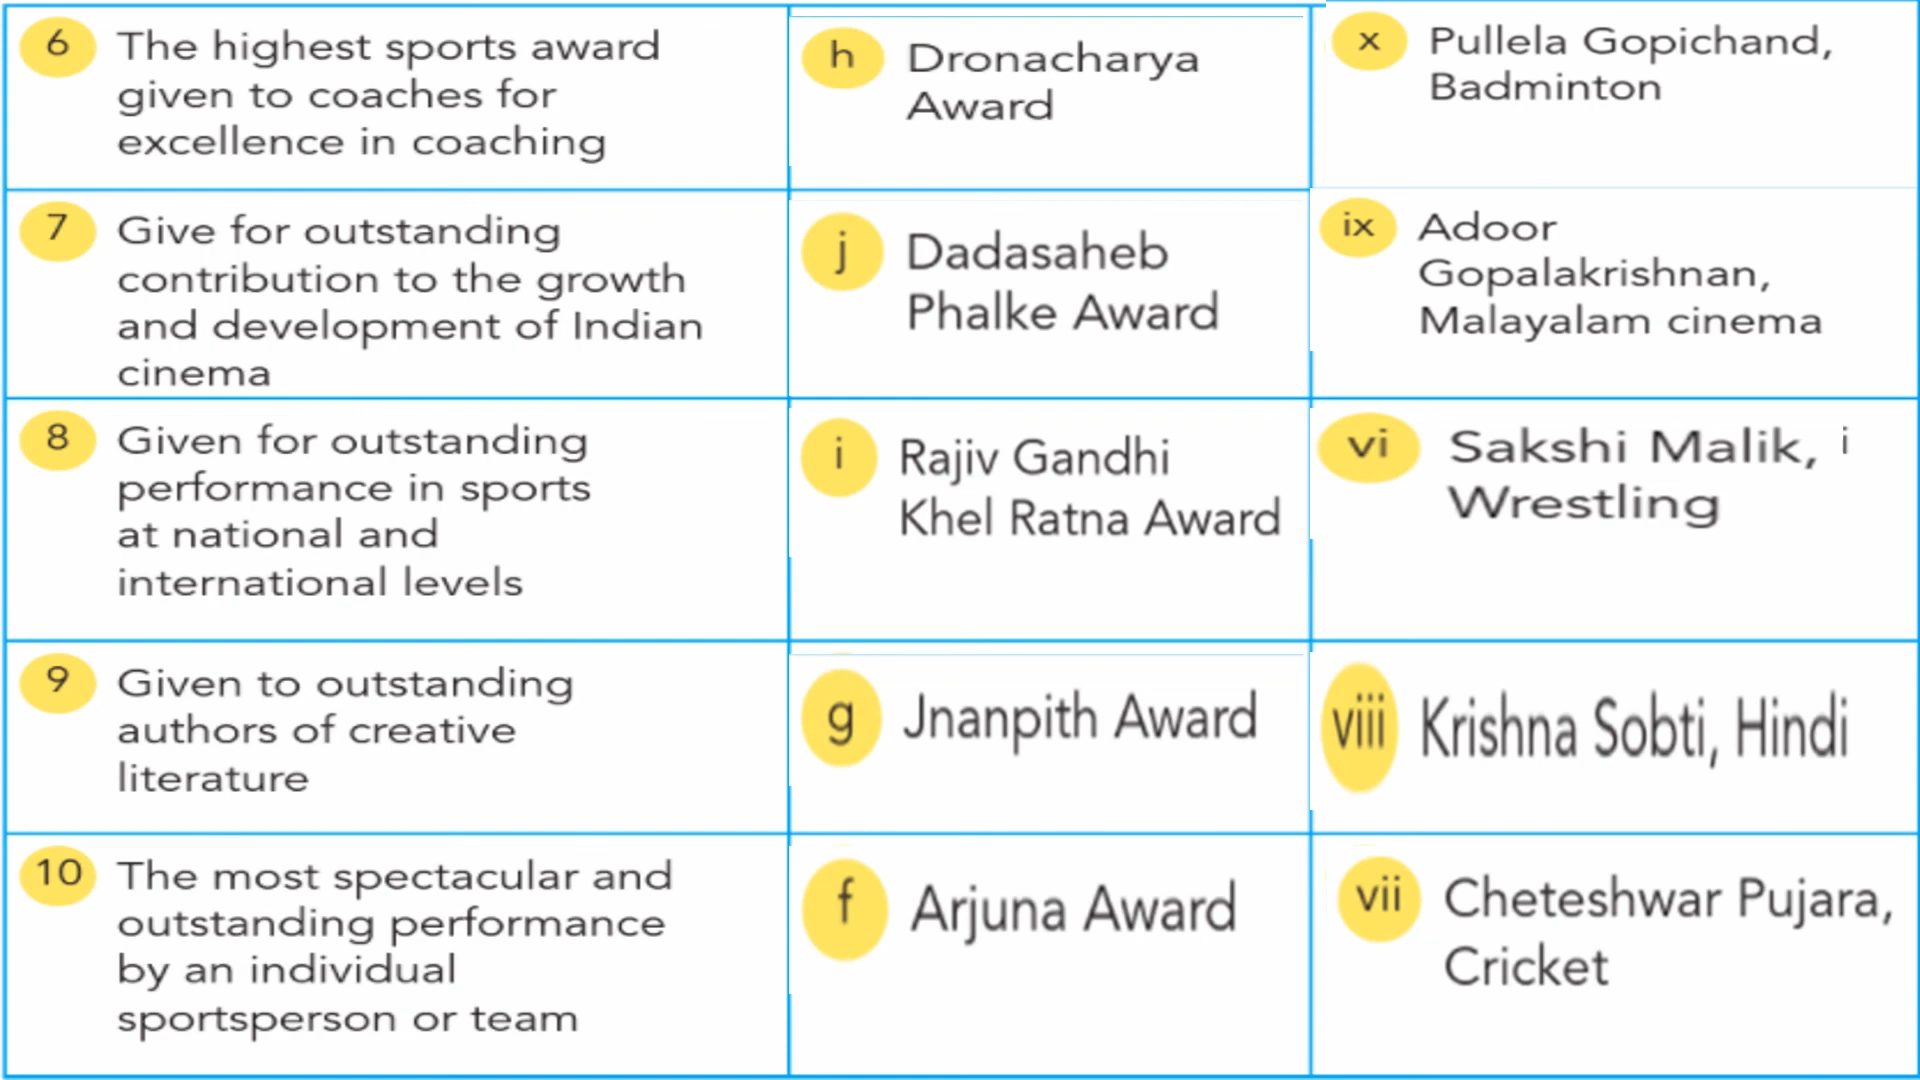 6 The highest sports award
given to coaches for
excellence in coaching
h Dronacharya
Award
x Pullela Gopichand,
Badminton
7 Give for outstanding
contribution to the growth
and development of Indian
cinema
j Dadasaheb
Phalke Award
ix Adoor
Gopalakrishnan,
Malayalam cinema
8 Given for outstanding
performance in sports
at national and
international levels
i Rajiv Gandhi
Khel Ratna Award
vi Sakshi Malik, i
Wrestling
9 Given to outstanding
authors of creative
literature
g Jnanpith Award
viii Krishna Sobti, Hindi
10 The most spectacular and
outstanding performance
by an individual
sportsperson or team
f Arjuna Award
vii Cheteshwar Pujara,
Cricket